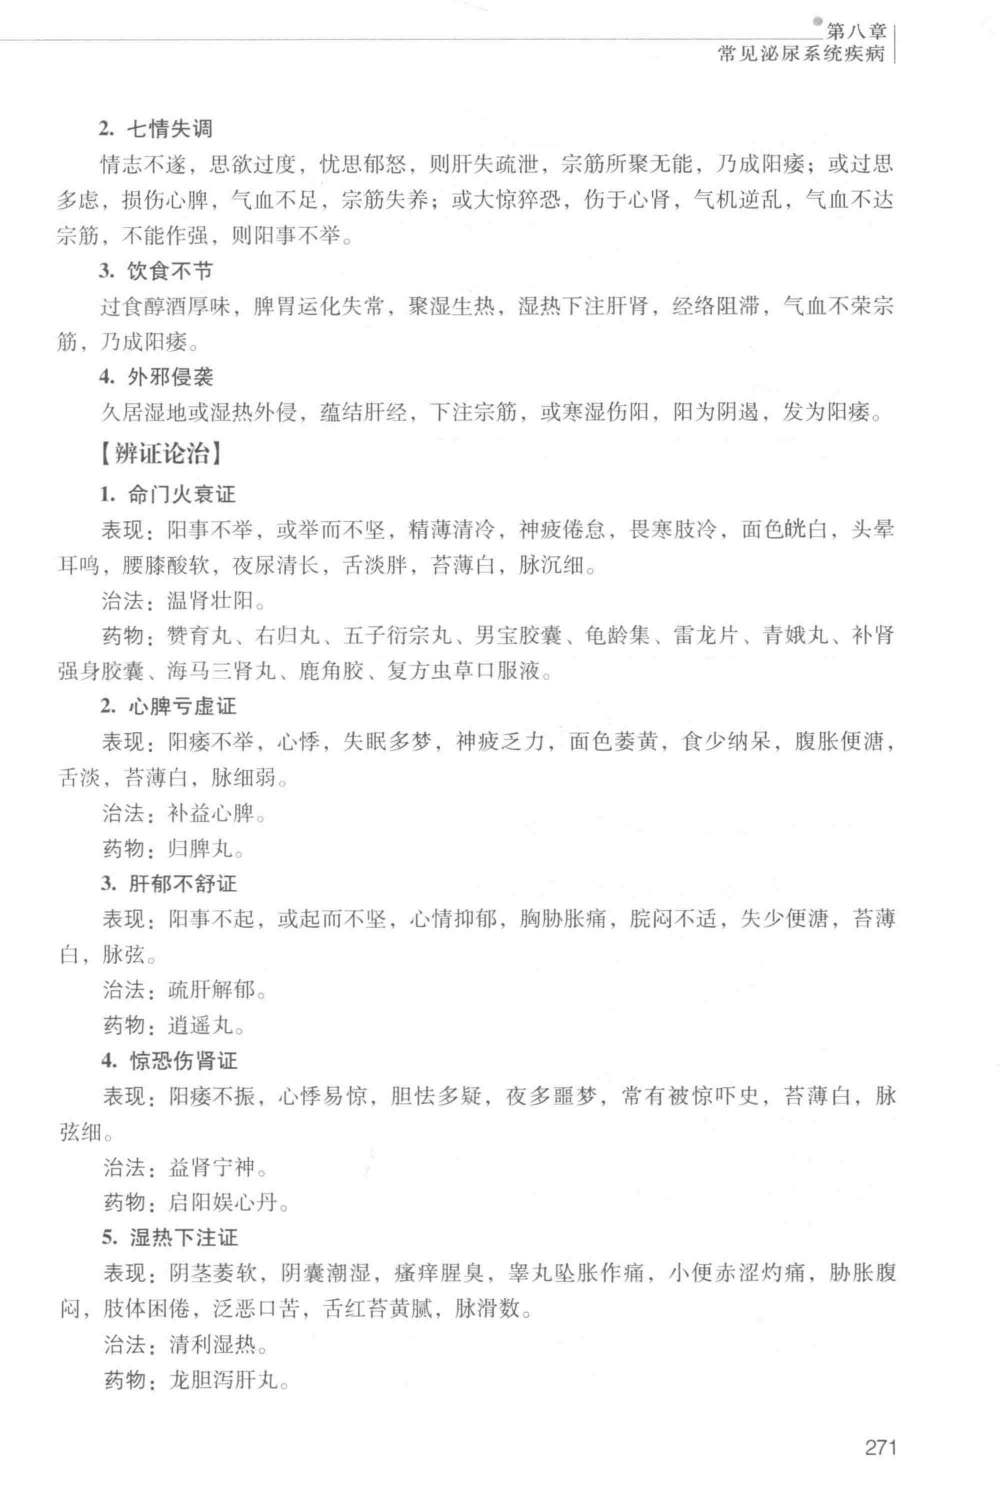 第八章
常见泌尿系统疾病
2. 七情失调
情志不遂，思欲过度，忧思郁怒，则肝失疏泄，宗筋所聚无能，乃成阳痿；或过思
多虑，损伤心脾，气血不足，宗筋失养；或大惊猝恐，伤于心肾，气机逆乱，气血不达
宗筋，不能作强，则阳事不举。
3. 饮食不节
过食醇酒厚味，脾胃运化失常，聚湿生热，湿热下注肝肾，经络阻滞，气血不荣宗
筋，乃成阳痿。
4. 外邪侵袭
久居湿地或湿热外侵，蕴结肝经，下注宗筋，或寒湿伤阳，阳为阴遏，发为阳痿。
【辨证论治】
1. 命门火衰证
表现：阳事不举，或举而不坚，精薄清冷，神疲倦怠，畏寒肢冷，面色㿠白，头晕
耳鸣，腰膝酸软，夜尿清长，舌淡胖，苔薄白，脉沉细。
治法：温肾壮阳。
药物：赞育丸、右归丸、五子衍宗丸、男宝胶囊、龟龄集、雷龙片、青娥丸、补肾
强身胶囊、海马三肾丸、鹿角胶、复方虫草口服液。
2. 心脾亏虚证
表现：阳痿不举，心悸，失眠多梦，神疲乏力，面色萎黄，食少纳呆，腹胀便溏，
舌淡，苔薄白，脉细弱。
治法：补益心脾。
药物：归脾丸。
3. 肝郁不舒证
表现：阳事不起，或起而不坚，心情抑郁，胸胁胀痛，脘闷不适，失少便溏，苔薄
白，脉弦。
治法：疏肝解郁。
药物：逍遥丸。
4. 惊恐伤肾证
表现：阳痿不振，心悸易惊，胆怯多疑，夜多噩梦，常有被惊吓史，苔薄白，脉
弦细。
治法：益肾宁神。
药物：启阳娱心丹。
5. 湿热下注证
表现：阴茎萎软，阴囊潮湿，瘙痒腥臭，睾丸坠胀作痛，小便赤涩灼痛，胁胀腹
闷，肢体困倦，泛恶口苦，舌红苔黄腻，脉滑数。
治法：清利湿热。
药物：龙胆泻肝丸。
271